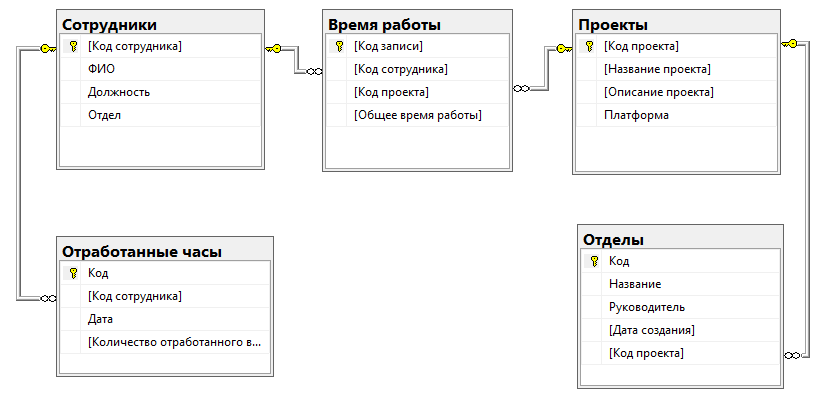 Сотрудники
[Код сотрудника]
ФИО
Должность
Отдел
Время работы
[Код записи]
[Код сотрудника]
[Код проекта]
[Общее время работы]
Проекты
[Код проекта]
[Название проекта]
[Описание проекта]
Платформа
Отработанные часы
Код
[Код сотрудника]
Дата
[Количество отработанного в...
Отделы
Код
Название
Руководитель
[Дата создания]
[Код проекта]